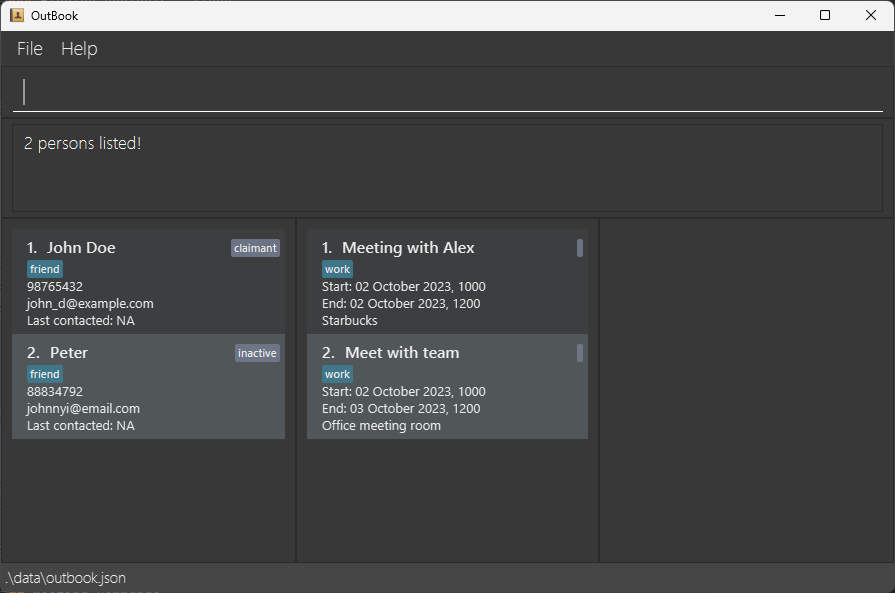 OutBook
File Help
2 persons listed!
1. John Doe
claimant
friend
98765432
john_d@example.com
Last contacted: NA
2. Peter
inactive
friend
88834792
johnnyi@email.com
Last contacted: NA
1. Meeting with Alex
work
Start: 02 October 2023, 1000
End: 02 October 2023, 1200
Starbucks
2. Meet with team
work
Start: 02 October 2023, 1000
End: 03 October 2023, 1200
Office meeting room
.\data\outbook.json